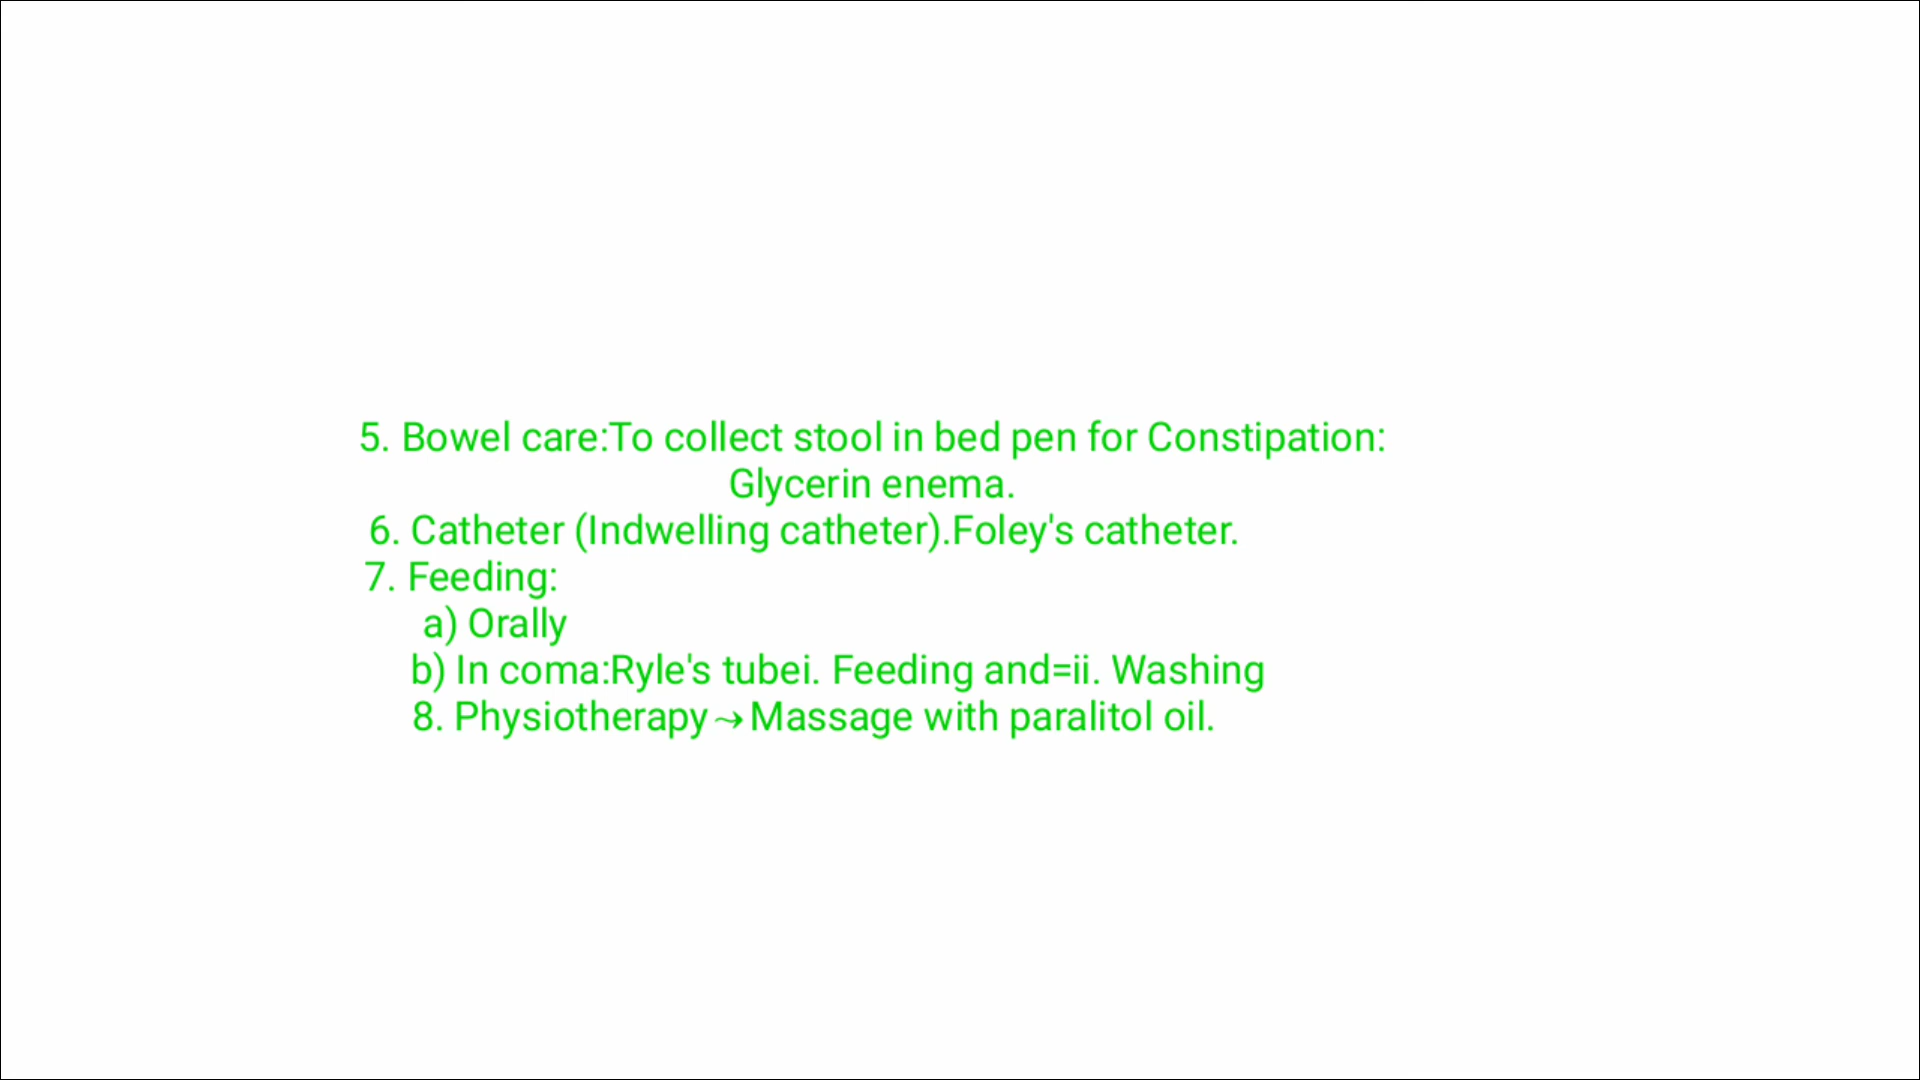 5. Bowel care:To collect stool in bed pen for Constipation:
Glycerin enema.
6. Catheter (Indwelling catheter).Foley's catheter.
7. Feeding:
a) Orally
b) In coma:Ryle's tubei. Feeding and=ii. Washing
8. Physiotherapy→Massage with paralitol oil.